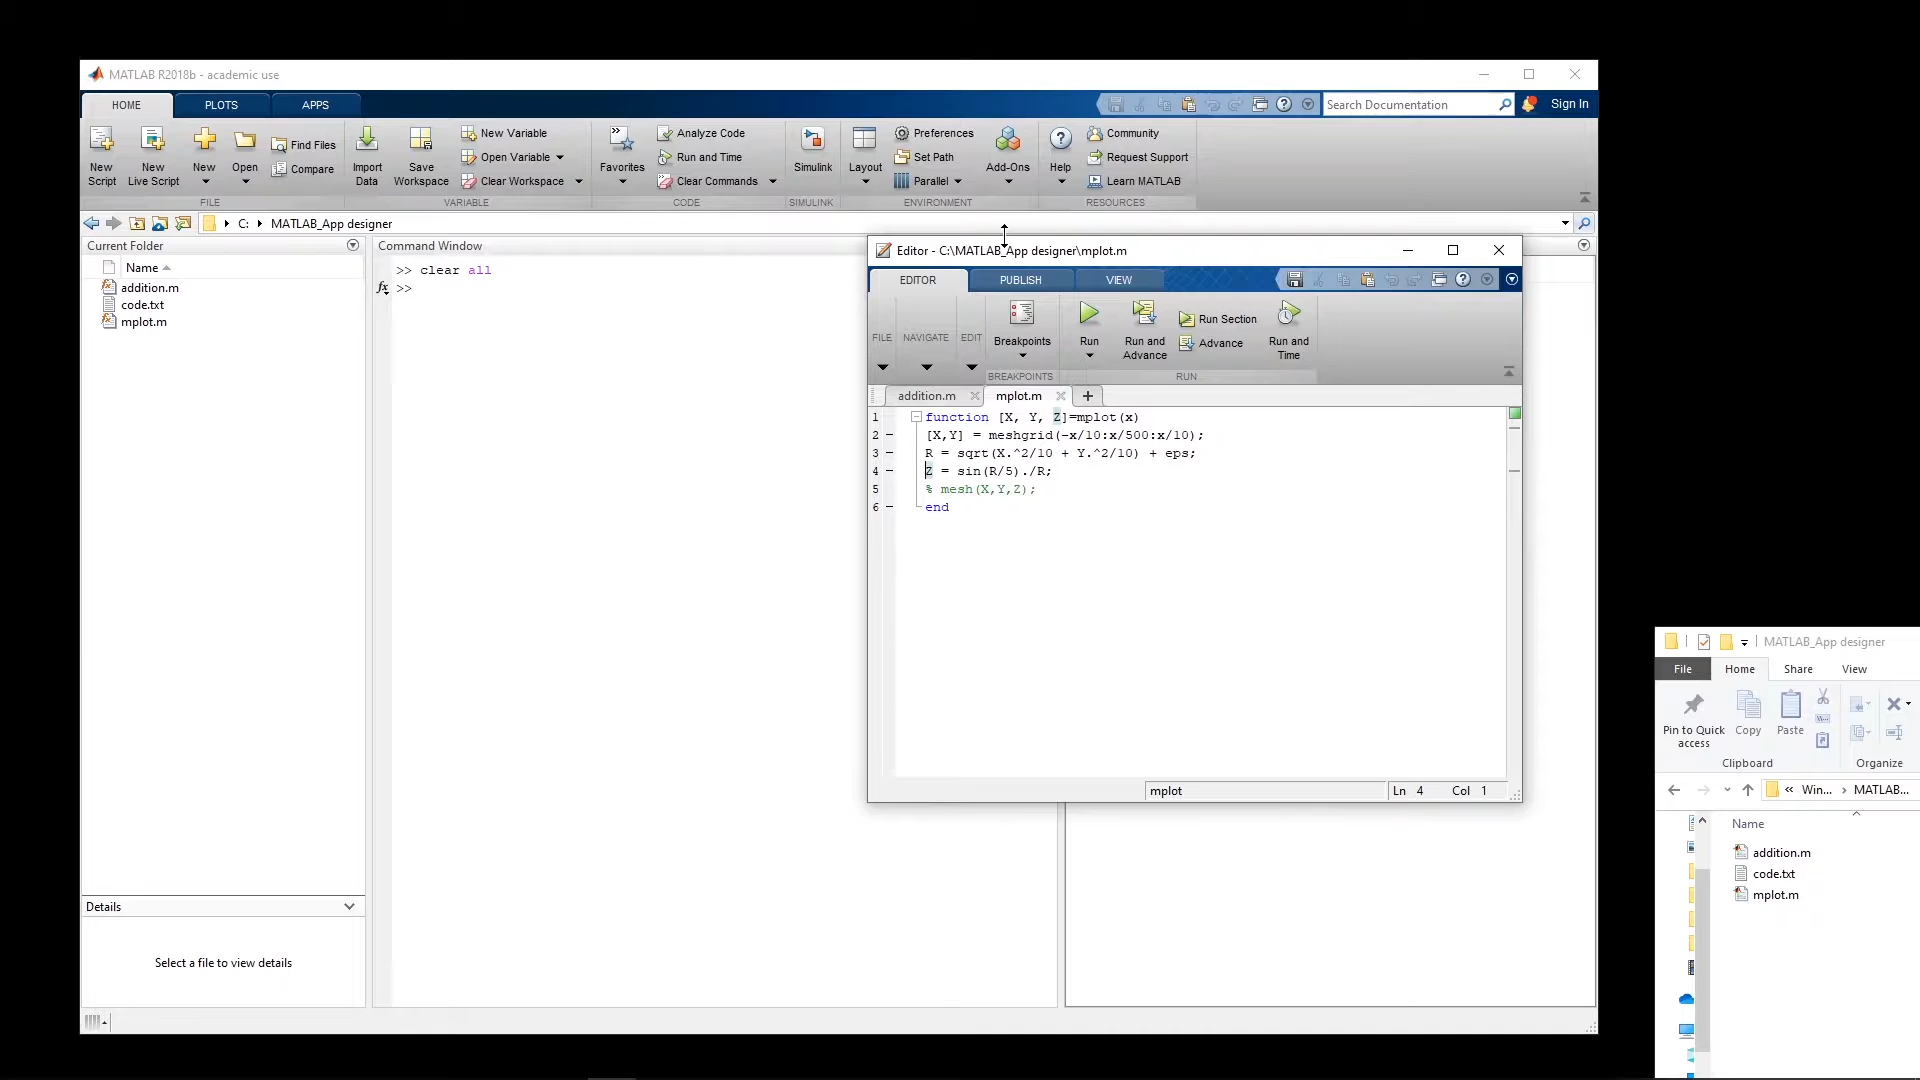 MATLAB R2018b - academic use
HOME PLOTS APPS
Search Documentation
Sign In
New Script
New Live Script
New
Open
Find Files
Compare
FILE
Import Data
Save Workspace
New Variable
Open Variable
Clear Workspace
VARIABLE
Favorites
Analyze Code
Run and Time
Clear Commands
CODE
Simulink
SIMULINK
Layout
Preferences
Set Path
Parallel
Add-Ons
ENVIRONMENT
Help
Community
Request Support
Learn MATLAB
RESOURCES
C: MATLAB_App designer
Current Folder
Name
addition.m
code.txt
mplot.m
Details
Select a file to view details
Command Window
>> clear all
fx >>
Editor - C:\MATLAB_App designer\mplot.m
EDITOR PUBLISH VIEW
FILE
NAVIGATE
EDIT
Breakpoints
BREAKPOINTS
Run
Run and Advance
Run Section
Advance
Run and Time
RUN
addition.m mplot.m
1 function [X, Y, Z]=mplot(x)
2 [X,Y] = meshgrid(-x/10:x/500:x/10);
3 R = sqrt(X.^2/10 + Y.^2/10) + eps;
4 Z = sin(R/5)./R;
5 % mesh(X,Y,Z);
6 end
mplot
Ln 4 Col 1
MATLAB_App designer
File Home Share View
Pin to Quick access
Copy
Paste
Clipboard
Organize
« Win... MATLAB...
Name
addition.m
code.txt
mplot.m